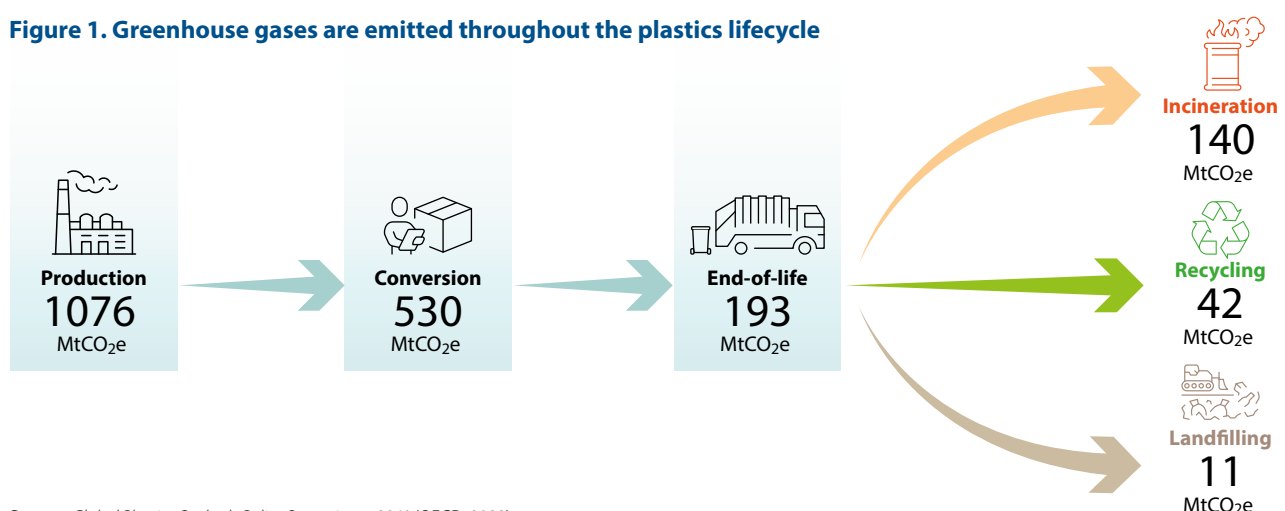 Figure 1. Greenhouse gases are emitted throughout the plastics lifecycle
Production
1076
MtCO₂e
Conversion
530
MtCO₂e
End-of-life
193
MtCO₂e
Incineration
140
MtCO₂e
Recycling
42
MtCO₂e
Landfilling
11
MtCO₂e